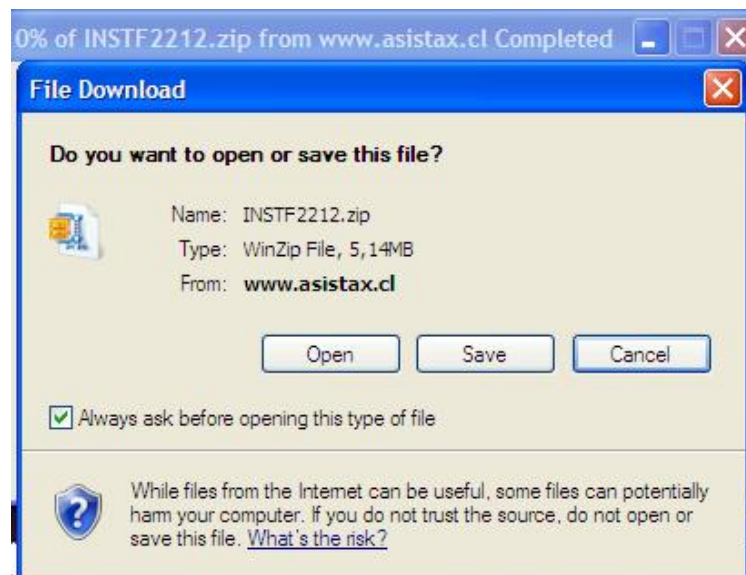 0% of INSTF2212.zip from www.asistax.cl Completed
File Download
Do you want to open or save this file?
Name: INSTF2212.zip
Type: WinZip File, 5,14MB
From: www.asistax.cl
Open Save Cancel
Always ask before opening this type of file
While files from the Internet can be useful, some files can potentially
harm your computer. If you do not trust the source, do not open or
save this file. What's the risk?